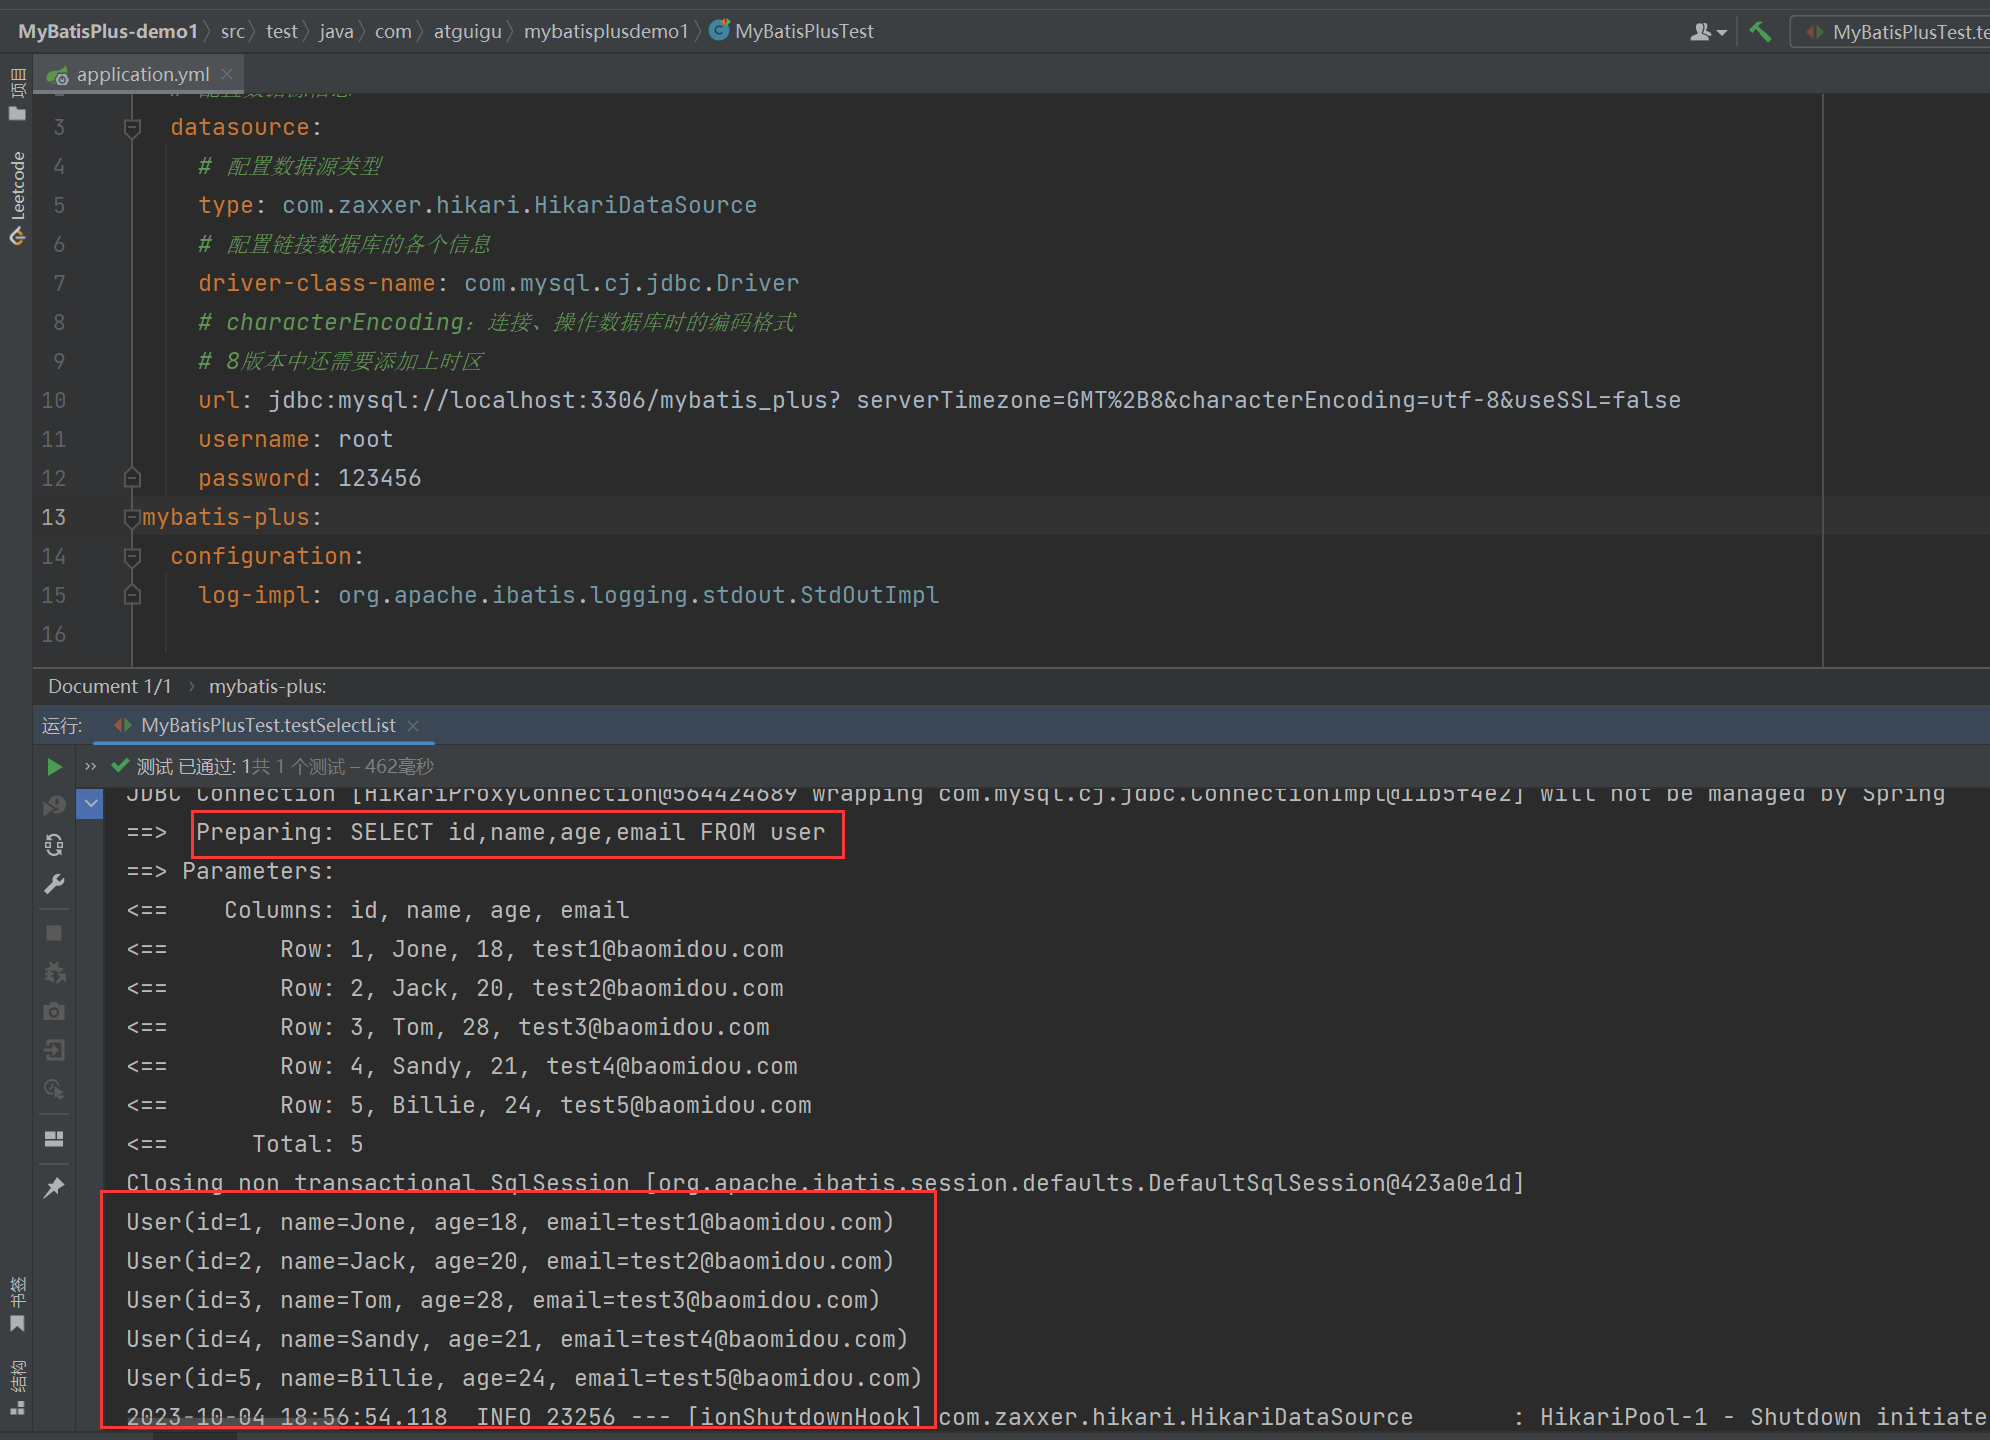 MyBatisPlus-demo1 › src › test › java › com › atguigu › mybatisplusdemo1 › MyBatisPlusTest
MyBatisPlusTest.te
项目
Leetcode
书签
结构
application.yml
2 # 配置数据源信息
3 datasource:
4 # 配置数据源类型
5 type: com.zaxxer.hikari.HikariDataSource
6 # 配置链接数据库的各个信息
7 driver-class-name: com.mysql.cj.jdbc.Driver
8 # characterEncoding：连接、操作数据库时的编码格式
9 # 8版本中还需要添加上时区
10 url: jdbc:mysql://localhost:3306/mybatis_plus? serverTimezone=GMT%2B8&characterEncoding=utf-8&useSSL=false
11 username: root
12 password: 123456
13 mybatis-plus:
14 configuration:
15 log-impl: org.apache.ibatis.logging.stdout.StdOutImpl
16
Document 1/1 › mybatis-plus:
运行: MyBatisPlusTest.testSelectList
» 测试 已通过: 1共 1 个测试 – 462毫秒
JDBC Connection [HikariProxyConnection@564424689 wrapping com.mysql.cj.jdbc.ConnectionImpl@11b5f4e2] will not be managed by Spring
==> Preparing: SELECT id,name,age,email FROM user
==> Parameters:
<== Columns: id, name, age, email
<== Row: 1, Jone, 18, test1@baomidou.com
<== Row: 2, Jack, 20, test2@baomidou.com
<== Row: 3, Tom, 28, test3@baomidou.com
<== Row: 4, Sandy, 21, test4@baomidou.com
<== Row: 5, Billie, 24, test5@baomidou.com
<== Total: 5
Closing non transactional SqlSession [org.apache.ibatis.session.defaults.DefaultSqlSession@423a0e1d]
User(id=1, name=Jone, age=18, email=test1@baomidou.com)
User(id=2, name=Jack, age=20, email=test2@baomidou.com)
User(id=3, name=Tom, age=28, email=test3@baomidou.com)
User(id=4, name=Sandy, age=21, email=test4@baomidou.com)
User(id=5, name=Billie, age=24, email=test5@baomidou.com)
2023-10-04 18:56:54.118 INFO 23256 --- [ionShutdownHook] com.zaxxer.hikari.HikariDataSource : HikariPool-1 - Shutdown initiate